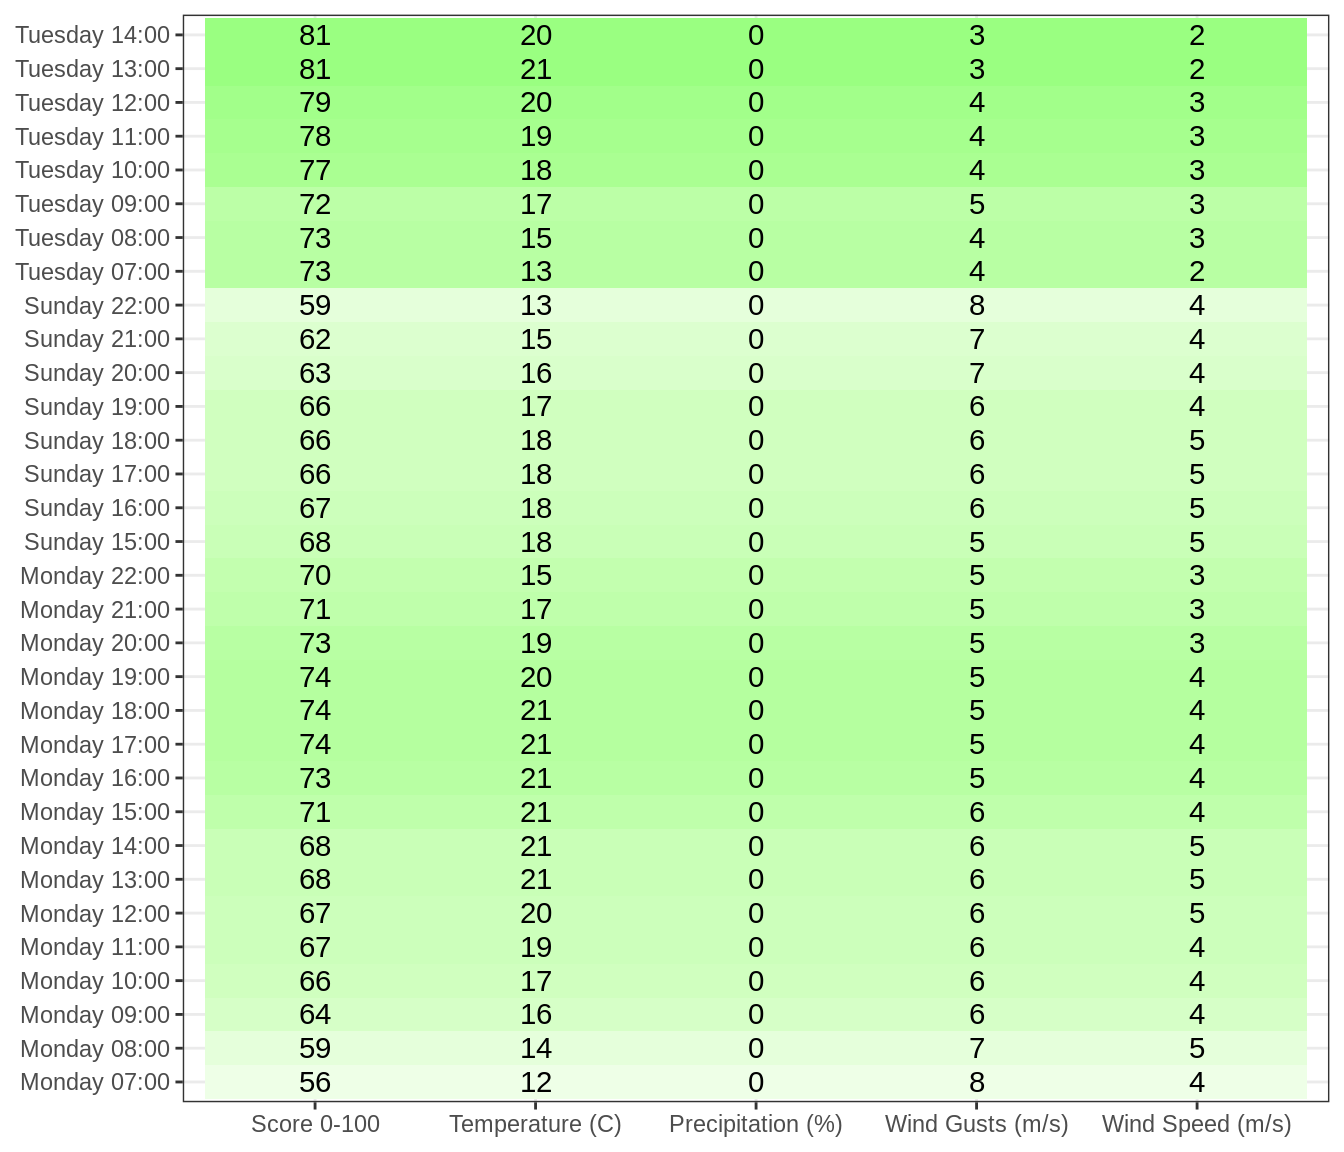 Tuesday 14:00 81 20 0 3 2
Tuesday 13:00 81 21 0 3 2
Tuesday 12:00 79 20 0 4 3
Tuesday 11:00 78 19 0 4 3
Tuesday 10:00 77 18 0 4 3
Tuesday 09:00 72 17 0 5 3
Tuesday 08:00 73 15 0 4 3
Tuesday 07:00 73 13 0 4 2
Sunday 22:00 59 13 0 8 4
Sunday 21:00 62 15 0 7 4
Sunday 20:00 63 16 0 7 4
Sunday 19:00 66 17 0 6 4
Sunday 18:00 66 18 0 6 5
Sunday 17:00 66 18 0 6 5
Sunday 16:00 67 18 0 6 5
Sunday 15:00 68 18 0 5 5
Monday 22:00 70 15 0 5 3
Monday 21:00 71 17 0 5 3
Monday 20:00 73 19 0 5 3
Monday 19:00 74 20 0 5 4
Monday 18:00 74 21 0 5 4
Monday 17:00 74 21 0 5 4
Monday 16:00 73 21 0 5 4
Monday 15:00 71 21 0 6 4
Monday 14:00 68 21 0 6 5
Monday 13:00 68 21 0 6 5
Monday 12:00 67 20 0 6 5
Monday 11:00 67 19 0 6 4
Monday 10:00 66 17 0 6 4
Monday 09:00 64 16 0 6 4
Monday 08:00 59 14 0 7 5
Monday 07:00 56 12 0 8 4
Score 0-100 Temperature (C) Precipitation (%) Wind Gusts (m/s) Wind Speed (m/s)